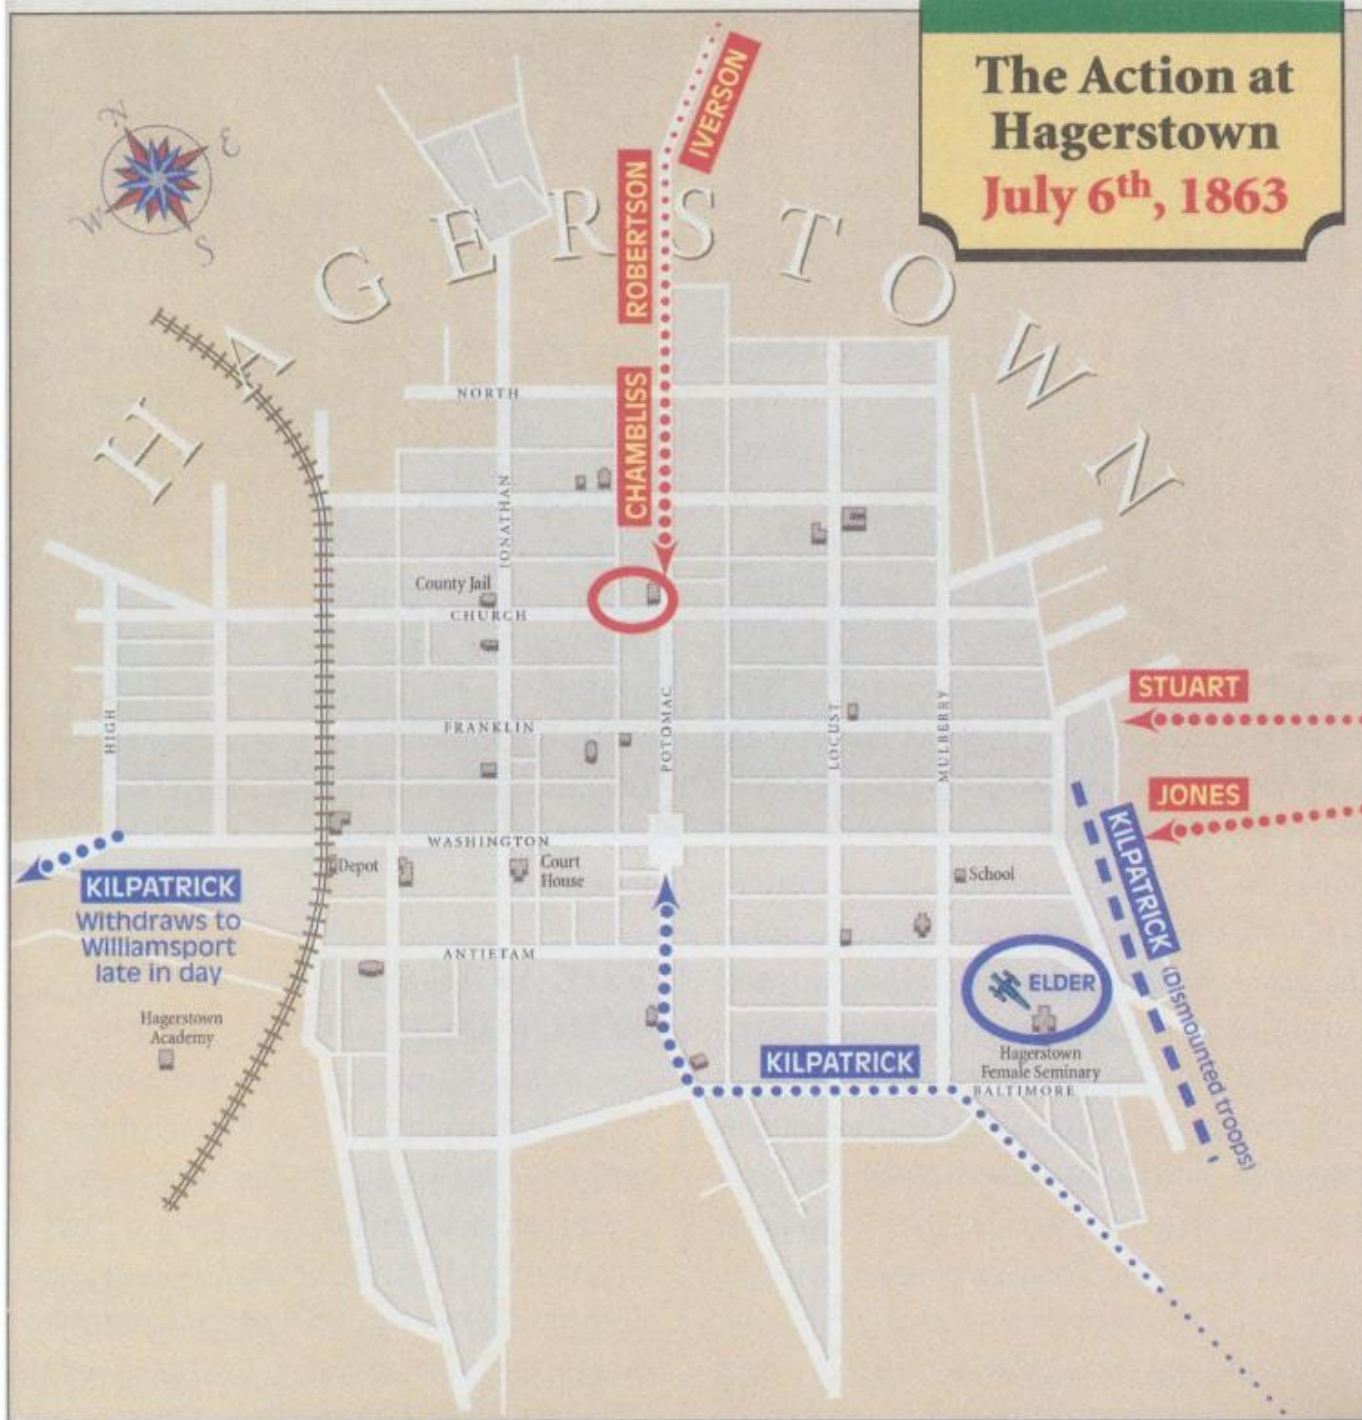 The Action at
Hagerstown
July 6th, 1863
N
E
W
S
HAGERSTOWN
IVERSON
ROBERTSON
CHAMBLISS
NORTH
JONATHAN
County Jail
CHURCH
STUART
HIGH
FRANKLIN
POTOMAC
LOCUST
MULBERRY
JONES
KILPATRICK
(Dismounted troops)
WASHINGTON
Depot
Court
House
School
KILPATRICK
Withdraws to
Williamsport
late in day
ANTIETAM
ELDER
Hagerstown
Academy
KILPATRICK
Hagerstown
Female Seminary
BALTIMORE